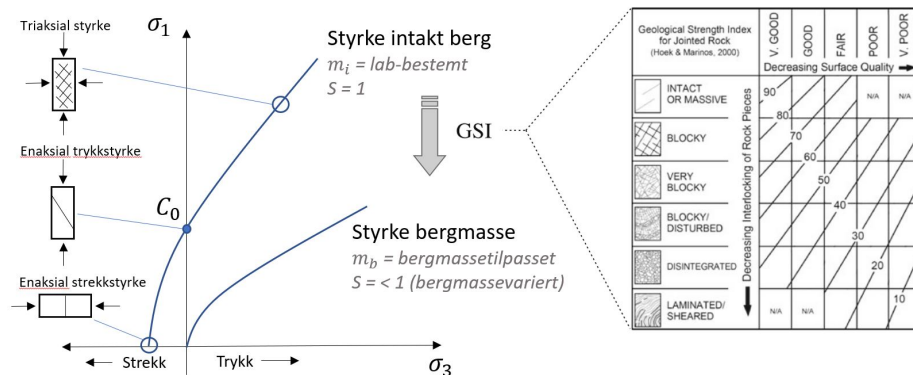 Triaksial styrke
Enaksial trykkstyrke
Enaksial strekkstyrke
σ₁
C₀
σ₃
Strekk
Trykk
Styrke intakt berg
mᵢ = lab-bestemt
S = 1
GSI
Styrke bergmasse
m_b = bergmassetilpasset
S = < 1 (bergmassevariert)
Geological Strength Index
for Jointed Rock
(Hoek & Marinos, 2000)
V. GOOD
GOOD
FAIR
POOR
V. POOR
Decreasing Surface Quality
Decreasing Interlocking of Rock Pieces
INTACT
OR MASSIVE
BLOCKY
VERY
BLOCKY
BLOCKY/
DISTURBED
DISINTEGRATED
LAMINATED/
SHEARED
90
N/A
N/A
80
70
60
50
40
30
20
10
N/A
N/A